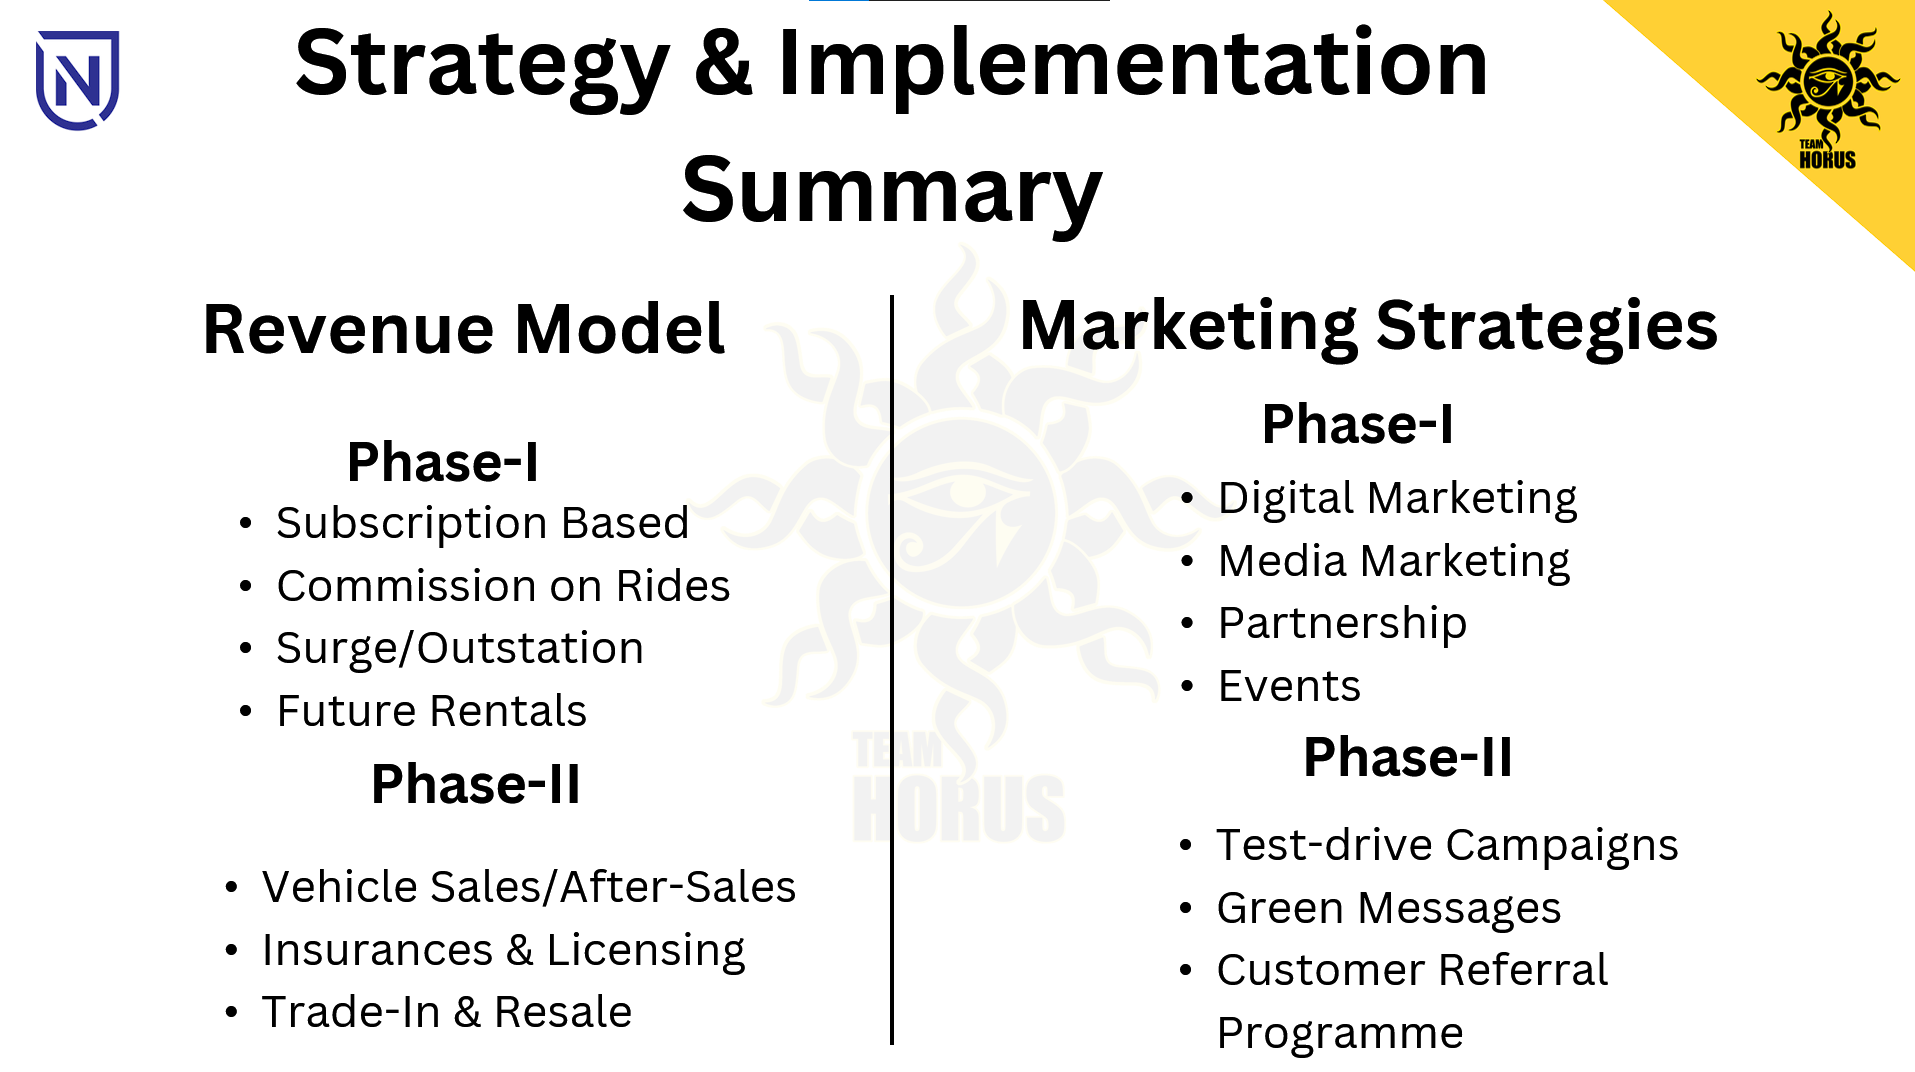 Strategy & Implementation
Summary
N
TEAM
HORUS
Revenue Model
Phase-I
• Subscription Based
• Commission on Rides
• Surge/Outstation
• Future Rentals
Phase-II
• Vehicle Sales/After-Sales
• Insurances & Licensing
• Trade-In & Resale
Marketing Strategies
Phase-I
• Digital Marketing
• Media Marketing
• Partnership
• Events
Phase-II
• Test-drive Campaigns
• Green Messages
• Customer Referral
Programme
TEAM
HORUS